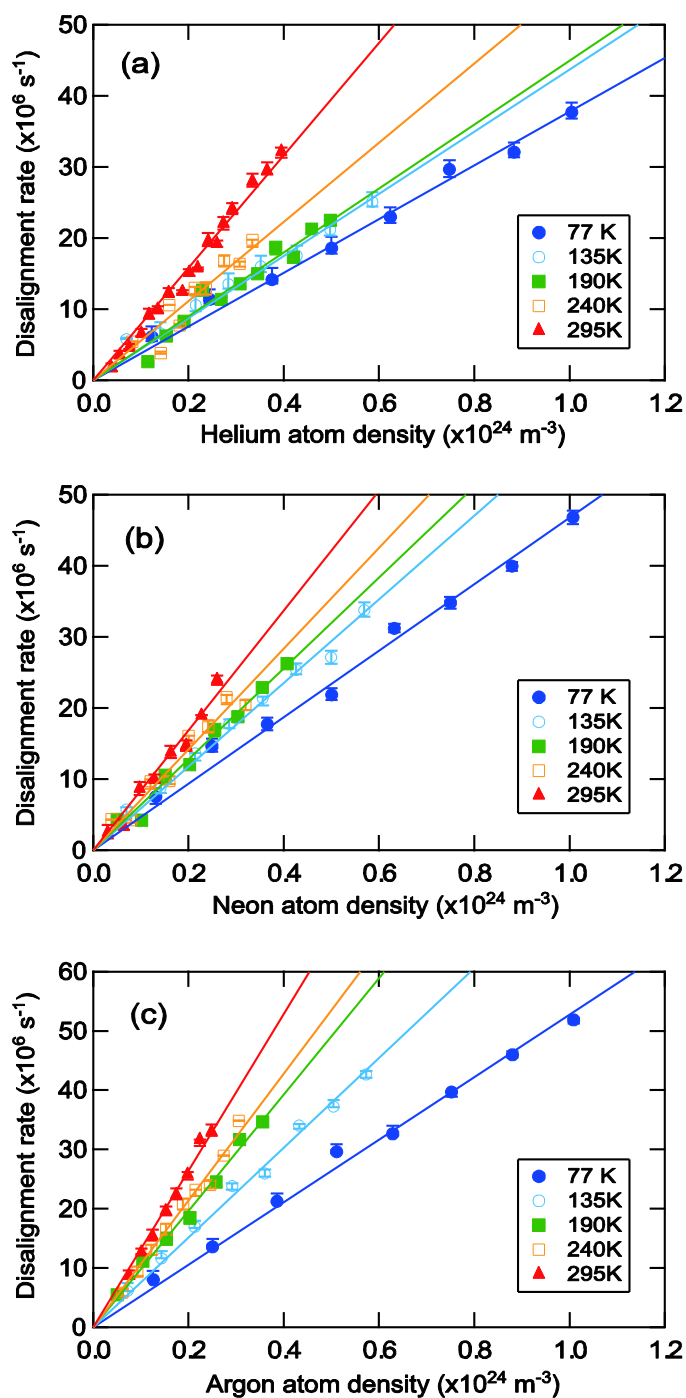 50
40
30
20
10
0
Disalignment rate (x10⁶ s⁻¹)
(a)
77 K
135K
190K
240K
295K
0.0 0.2 0.4 0.6 0.8 1.0 1.2
Helium atom density (x10²⁴ m⁻³)
50
40
30
20
10
0
Disalignment rate (x10⁶ s⁻¹)
(b)
77 K
135K
190K
240K
295K
0.0 0.2 0.4 0.6 0.8 1.0 1.2
Neon atom density (x10²⁴ m⁻³)
60
50
40
30
20
10
0
Disalignment rate (x10⁶ s⁻¹)
(c)
77 K
135K
190K
240K
295K
0.0 0.2 0.4 0.6 0.8 1.0 1.2
Argon atom density (x10²⁴ m⁻³)